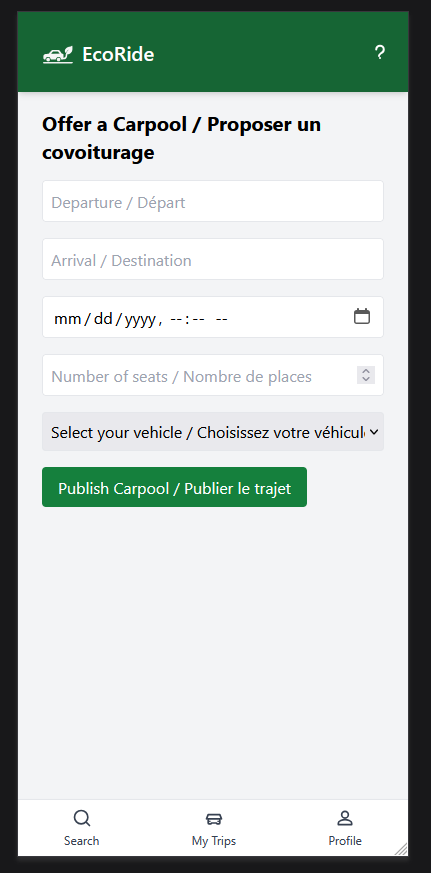 EcoRide
?
Offer a Carpool / Proposer un
covoiturage
Departure / Départ
Arrival / Destination
mm/dd/yyyy, --:-- --
Number of seats / Nombre de places
Select your vehicle / Choisissez votre véhicul
Publish Carpool / Publier le trajet
Search
My Trips
Profile